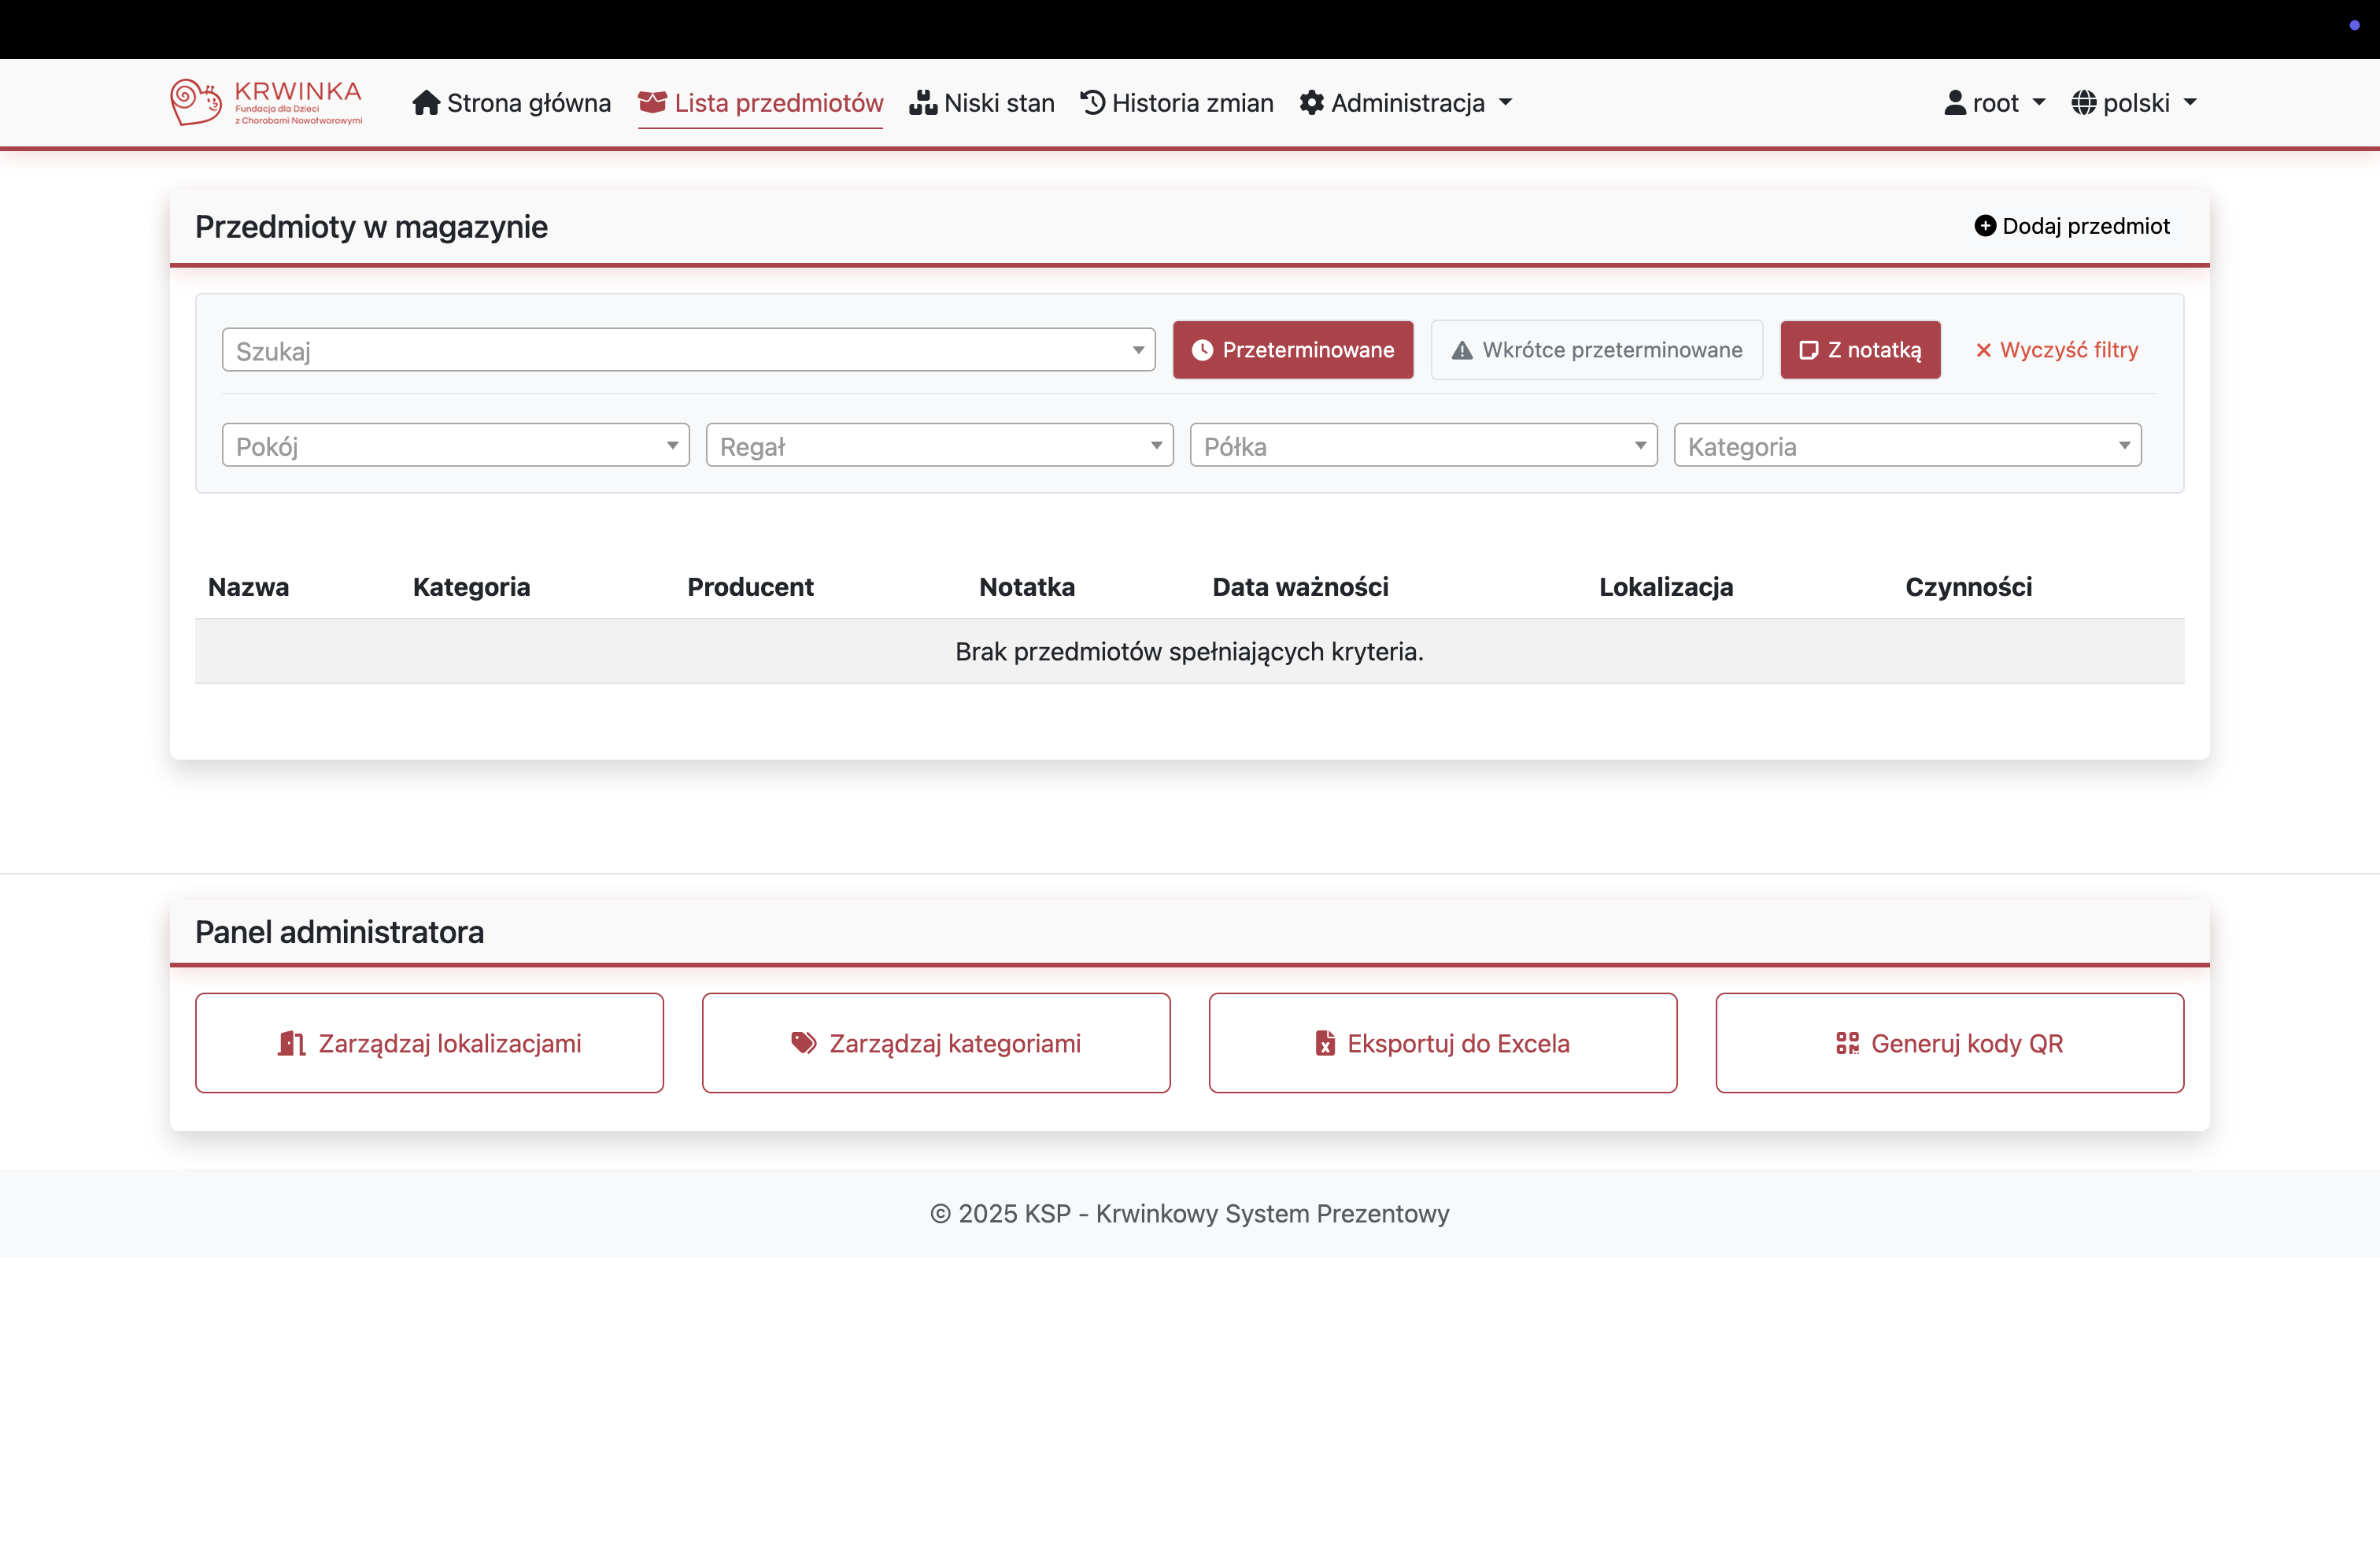 KRWINKA
Fundacja dla Dzieci
z Chorobami Nowotworowymi
Strona główna
Lista przedmiotów
Niski stan
Historia zmian
Administracja
root
polski
Przedmioty w magazynie
Dodaj przedmiot
Szukaj
Przeterminowane
Wkrótce przeterminowane
Z notatką
Wyczyść filtry
Pokój
Regał
Półka
Kategoria
Nazwa Kategoria Producent Notatka Data ważności Lokalizacja Czynności
Brak przedmiotów spełniających kryteria.
Panel administratora
Zarządzaj lokalizacjami
Zarządzaj kategoriami
Eksportuj do Excela
Generuj kody QR
© 2025 KSP - Krwinkowy System Prezentowy